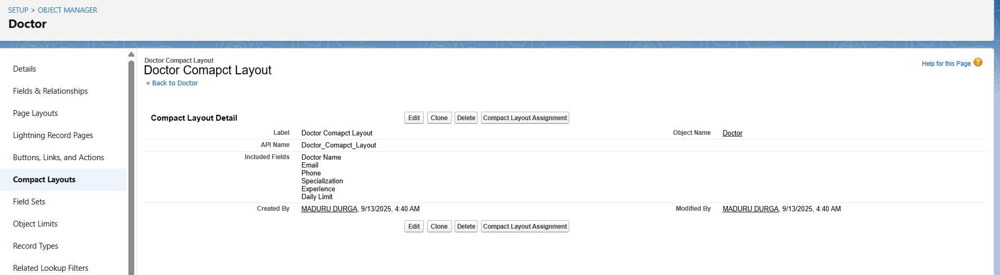 SETUP > OBJECT MANAGER
Doctor
Details
Fields & Relationships
Page Layouts
Lightning Record Pages
Buttons, Links, and Actions
Compact Layouts
Field Sets
Object Limits
Record Types
Related Lookup Filters
Doctor Compact Layout
Doctor Comapct Layout
« Back to Doctor
Help for this Page ?
Compact Layout Detail Edit Clone Delete Compact Layout Assignment
Label Doctor Comapct Layout Object Name Doctor
API Name Doctor_Comapct_Layout
Included Fields Doctor Name
Email
Phone
Specialization
Experience
Daily Limit
Created By MADURU DURGA, 9/13/2025, 4:40 AM Modified By MADURU DURGA, 9/13/2025, 4:40 AM
Edit Clone Delete Compact Layout Assignment